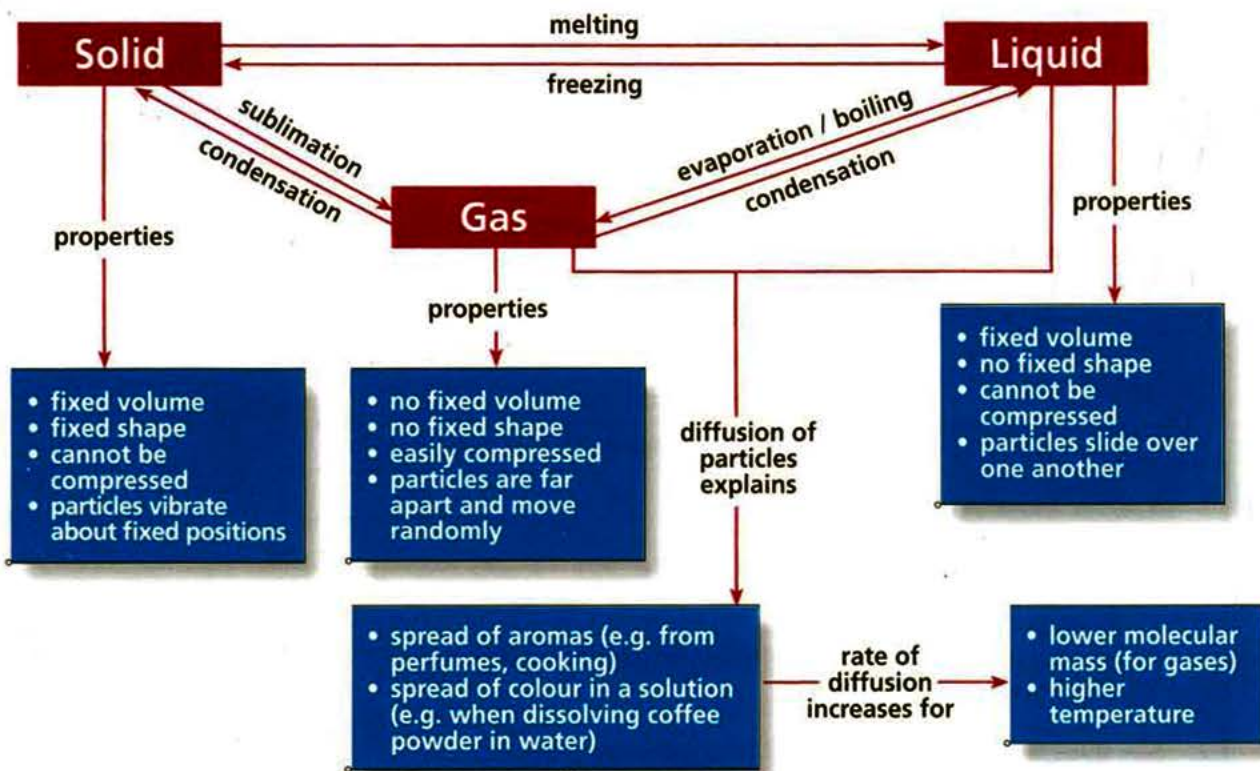 melting
Solid
Liquid
freezing
sublimation
condensation
evaporation / boiling
condensation
Gas
properties
properties
properties
• fixed volume
• fixed shape
• cannot be
compressed
• particles vibrate
about fixed positions
• no fixed volume
• no fixed shape
• easily compressed
• particles are far
apart and move
randomly
diffusion of
particles
explains
• fixed volume
• no fixed shape
• cannot be
compressed
• particles slide over
one another
• spread of aromas (e.g. from
perfumes, cooking)
• spread of colour in a solution
(e.g. when dissolving coffee
powder in water)
rate of
diffusion
increases for
• lower molecular
mass (for gases)
• higher
temperature